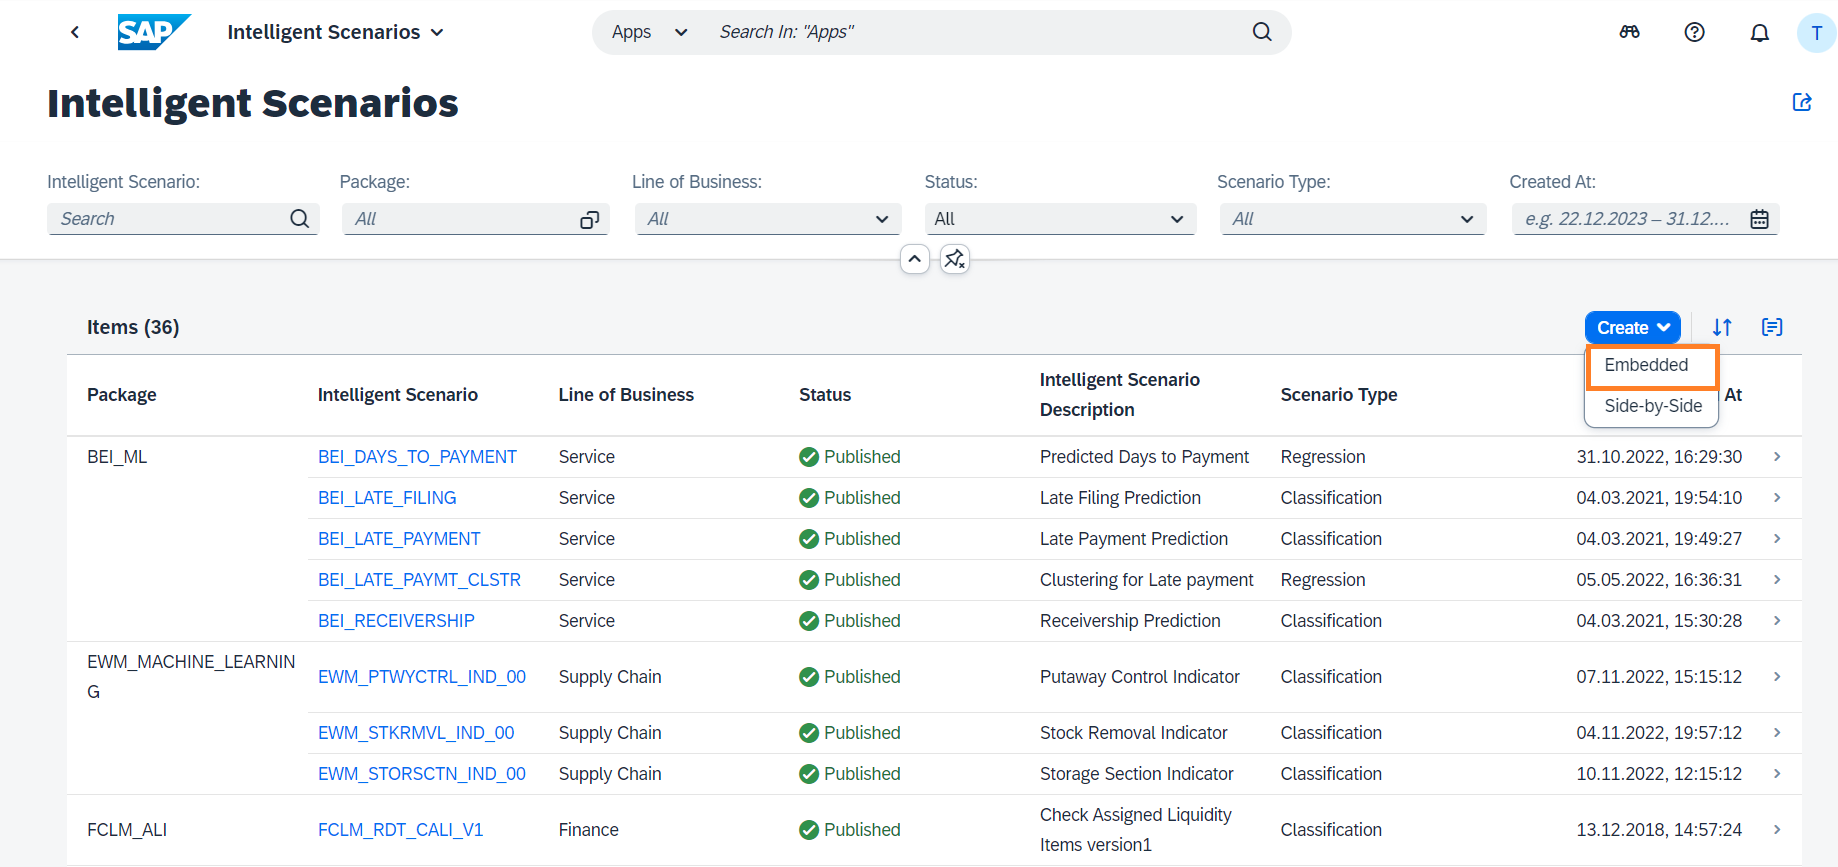 SAP
Intelligent Scenarios
Apps
Search In: "Apps"
T
Intelligent Scenarios
Intelligent Scenario:
Package:
Line of Business:
Status:
Scenario Type:
Created At:
Search
All
All
All
All
e.g. 22.12.2023 – 31.12....
Items (36)
Create
Embedded
Side-by-Side
Package
Intelligent Scenario
Line of Business
Status
Intelligent Scenario
Description
Scenario Type
At
BEI_ML
BEI_DAYS_TO_PAYMENT
Service
Published
Predicted Days to Payment
Regression
31.10.2022, 16:29:30
BEI_LATE_FILING
Service
Published
Late Filing Prediction
Classification
04.03.2021, 19:54:10
BEI_LATE_PAYMENT
Service
Published
Late Payment Prediction
Classification
04.03.2021, 19:49:27
BEI_LATE_PAYMT_CLSTR
Service
Published
Clustering for Late payment
Regression
05.05.2022, 16:36:31
BEI_RECEIVERSHIP
Service
Published
Receivership Prediction
Classification
04.03.2021, 15:30:28
EWM_MACHINE_LEARNIN
G
EWM_PTWYCTRL_IND_00
Supply Chain
Published
Putaway Control Indicator
Classification
07.11.2022, 15:15:12
EWM_STKRMVL_IND_00
Supply Chain
Published
Stock Removal Indicator
Classification
04.11.2022, 19:57:12
EWM_STORSCTN_IND_00
Supply Chain
Published
Storage Section Indicator
Classification
10.11.2022, 12:15:12
FCLM_ALI
FCLM_RDT_CALI_V1
Finance
Published
Check Assigned Liquidity
Items version1
Classification
13.12.2018, 14:57:24